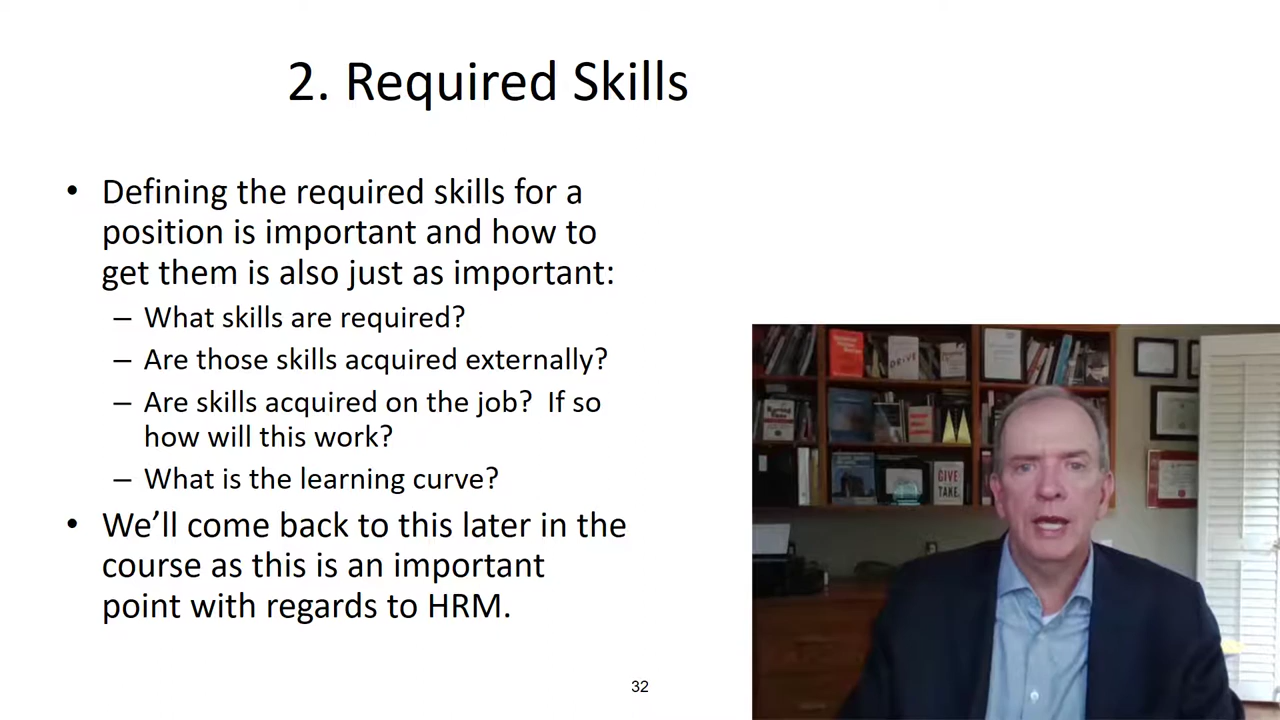 2. Required Skills
• Defining the required skills for a
position is important and how to
get them is also just as important:
– What skills are required?
– Are those skills acquired externally?
– Are skills acquired on the job?  If so
how will this work?
– What is the learning curve?
• We’ll come back to this later in the
course as this is an important
point with regards to HRM.
32
DRIVE
GIVE
TAKE